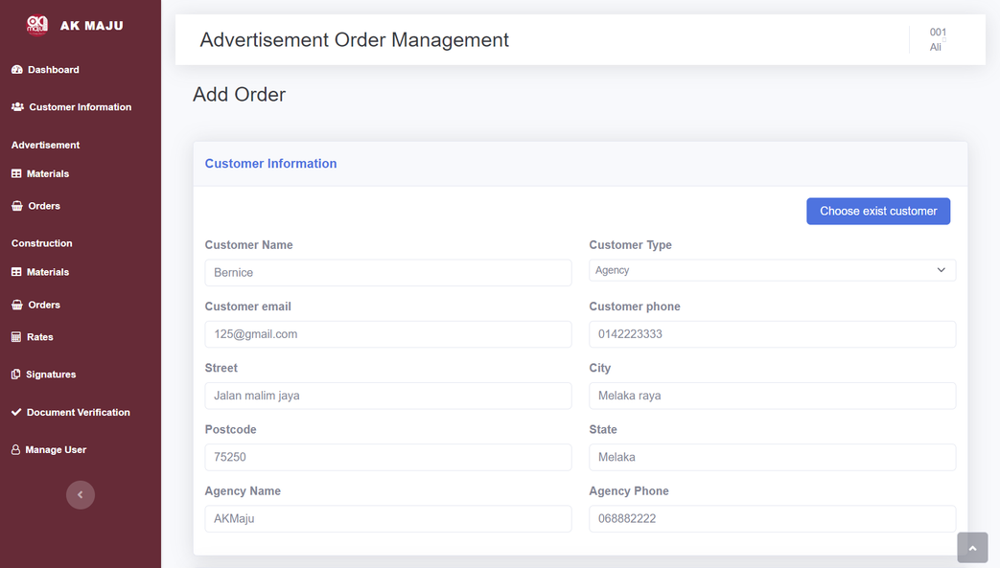 AK MAJU
Dashboard
Customer Information
Advertisement
Materials
Orders
Construction
Materials
Orders
Rates
Signatures
Document Verification
Manage User
Advertisement Order Management
001
Ali
Add Order
Customer Information
Choose exist customer
Customer Name
Customer Type
Bernice
Agency
Customer email
Customer phone
125@gmail.com
0142223333
Street
City
Jalan malim jaya
Melaka raya
Postcode
State
75250
Melaka
Agency Name
Agency Phone
AKMaju
068882222